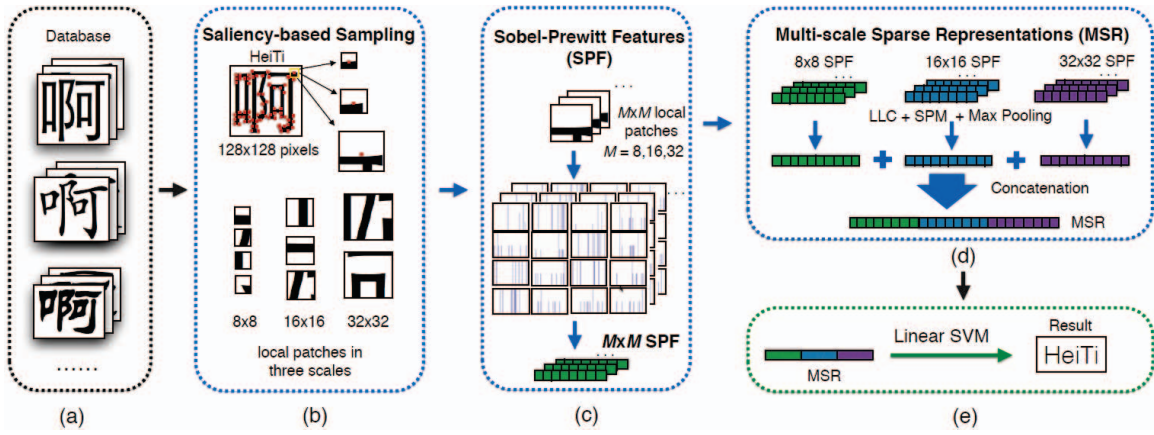 Database
啊
啊
啊
......
(a)
Saliency-based Sampling
HeiTi
啊
128x128 pixels
8x8
16x16
32x32
local patches in
three scales
(b)
Sobel-Prewitt Features
(SPF)
...
MxM local
patches
M = 8,16,32
...
MxM SPF
...
(c)
Multi-scale Sparse Representations (MSR)
8x8 SPF
16x16 SPF
32x32 SPF
... ... ...
LLC + SPM + Max Pooling
+ +
Concatenation
MSR
(d)
Linear SVM
Result
HeiTi
MSR
(e)